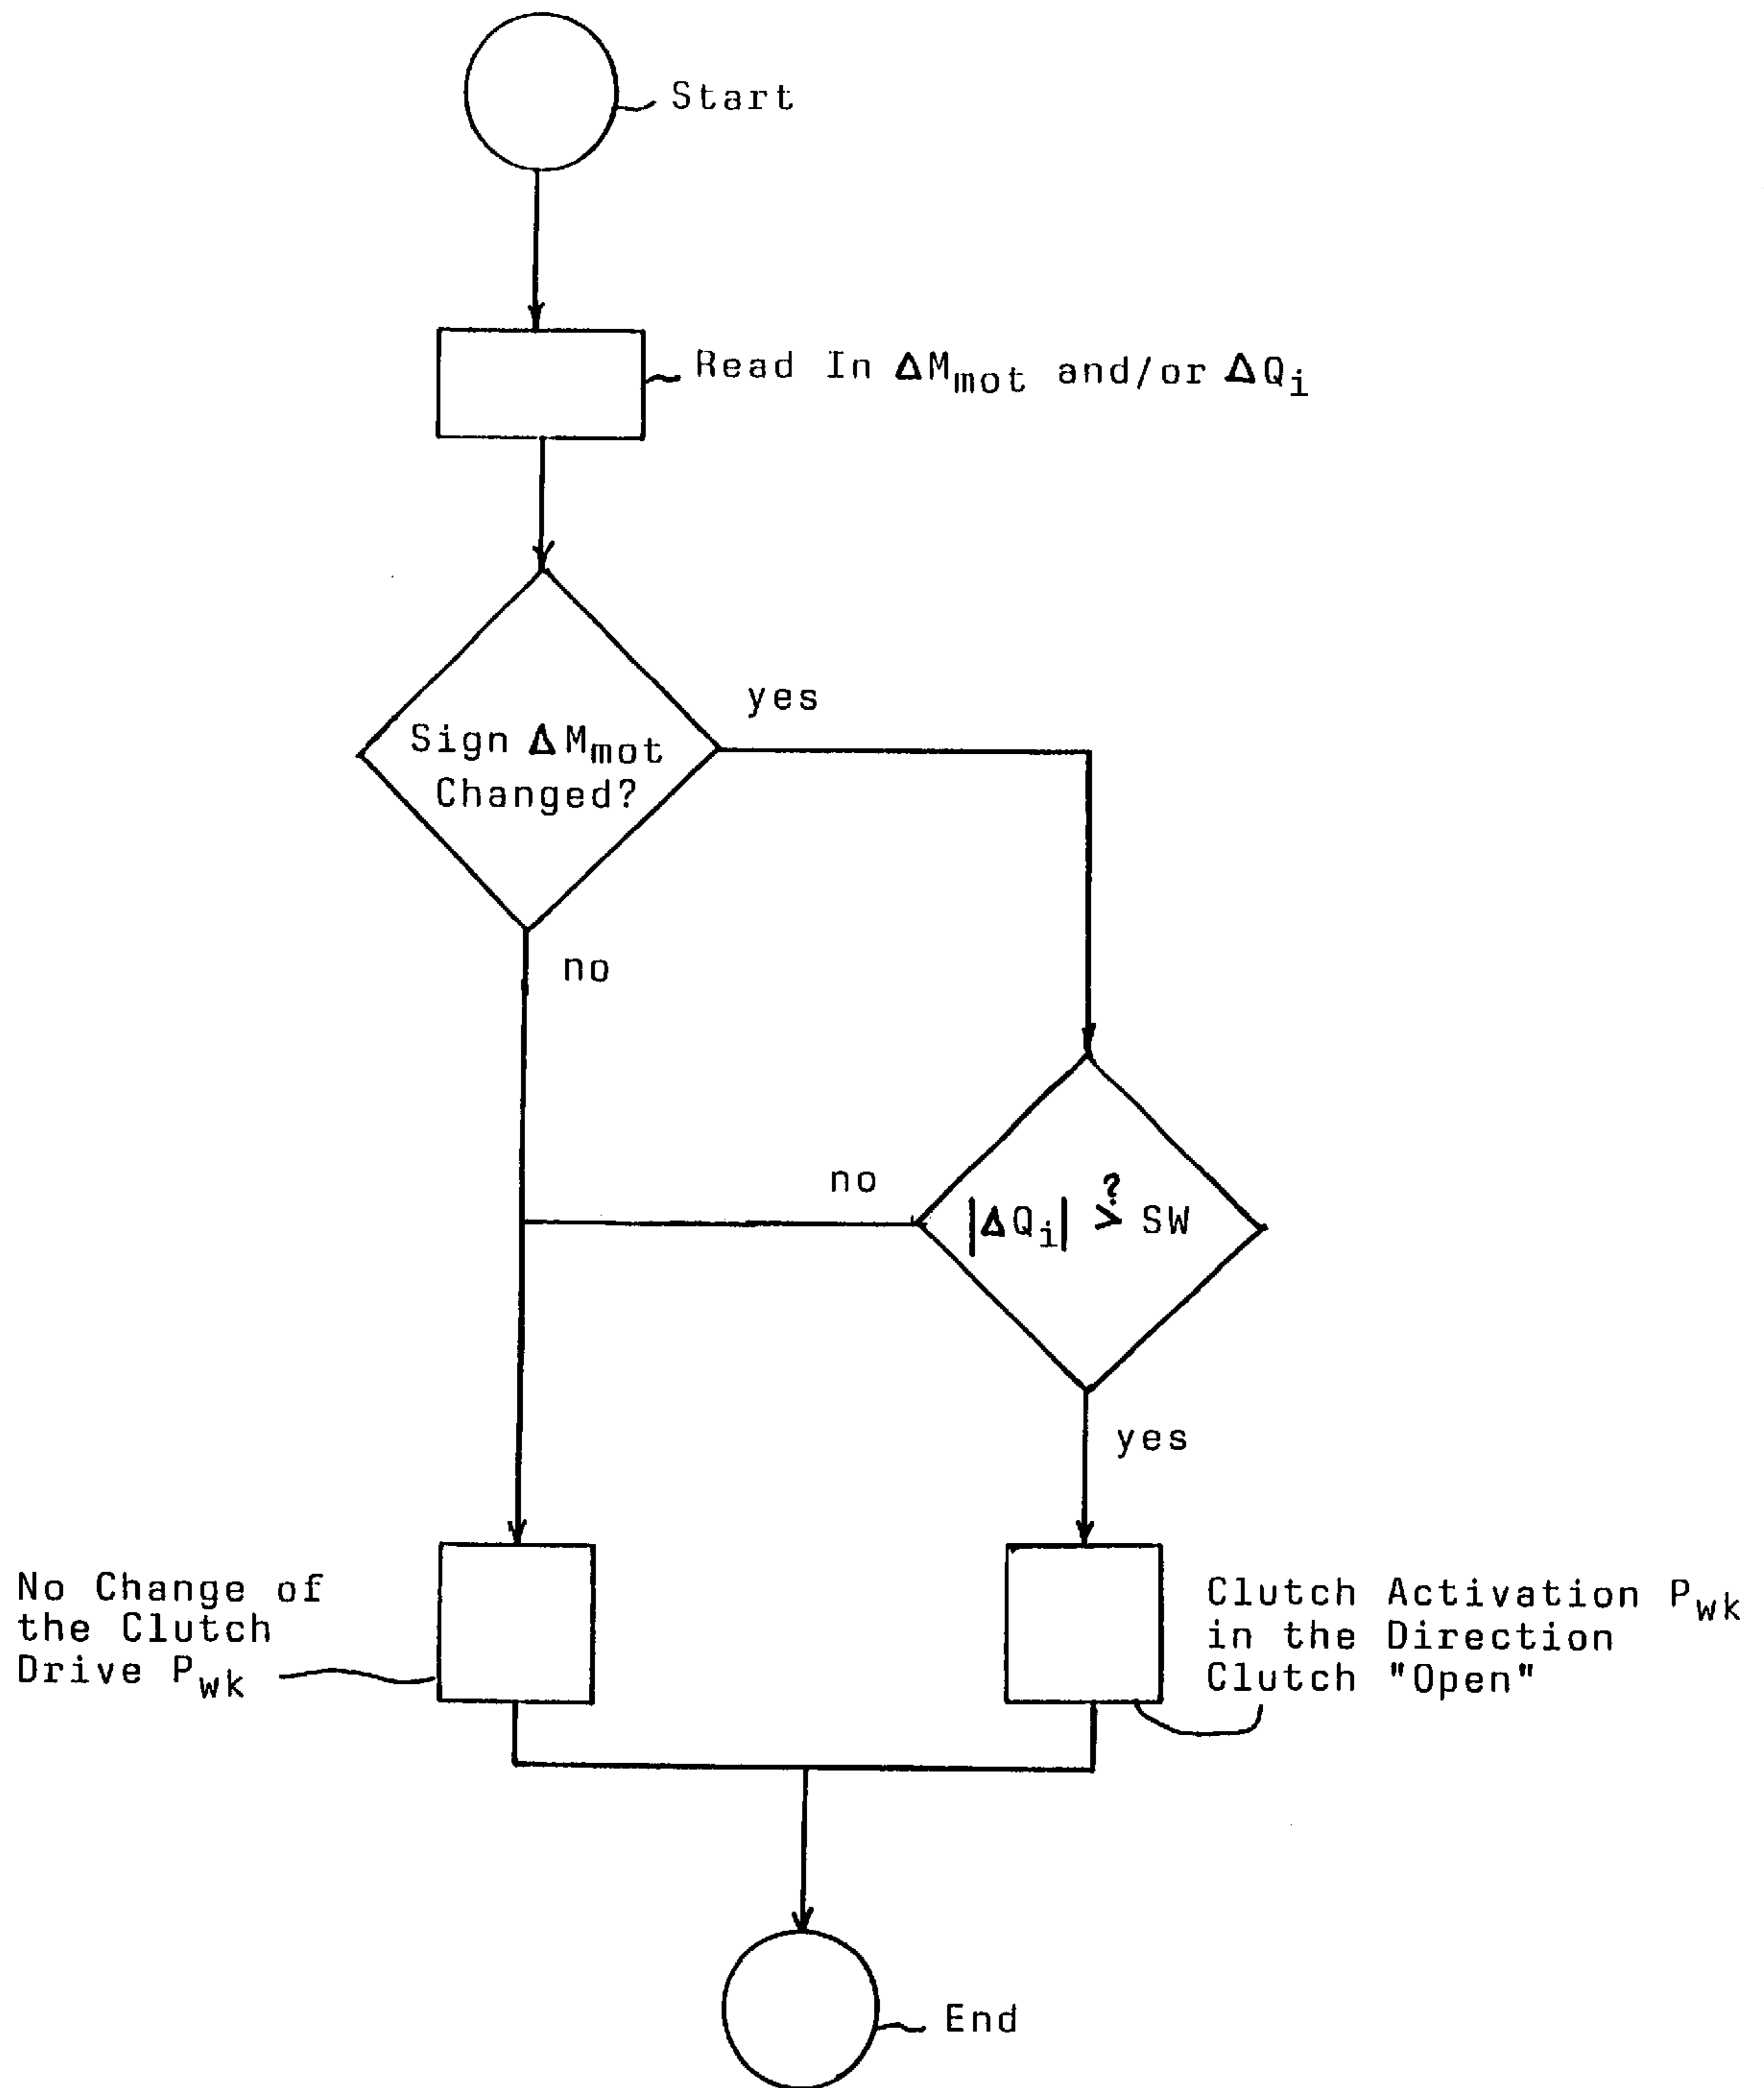 Start
Read In ΔMmot and/or ΔQi
yes
Sign ΔMmot
Changed?
no
no
|ΔQi| >? SW
yes
No Change of
the Clutch
Drive Pwk
Clutch Activation Pwk
in the Direction
Clutch "Open"
End